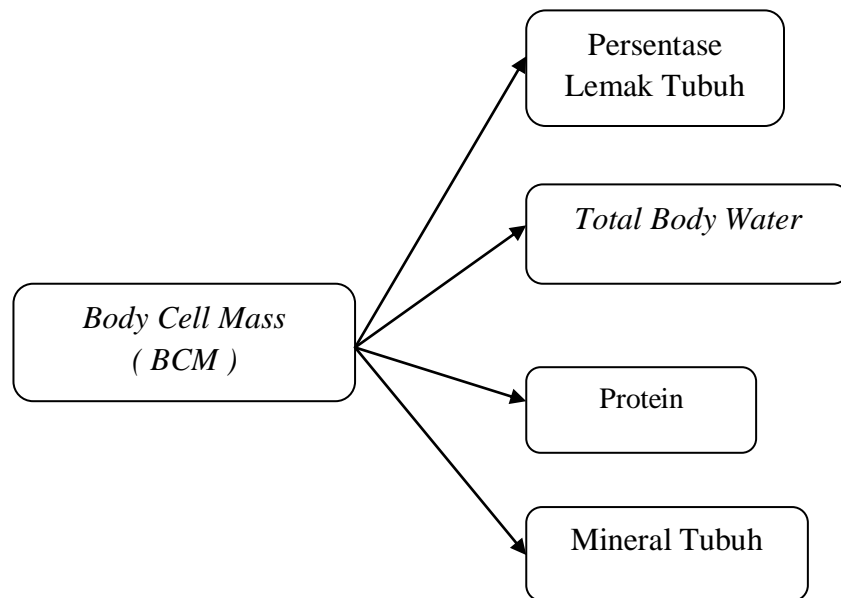 Persentase
Lemak Tubuh
Total Body Water
Body Cell Mass
( BCM )
Protein
Mineral Tubuh